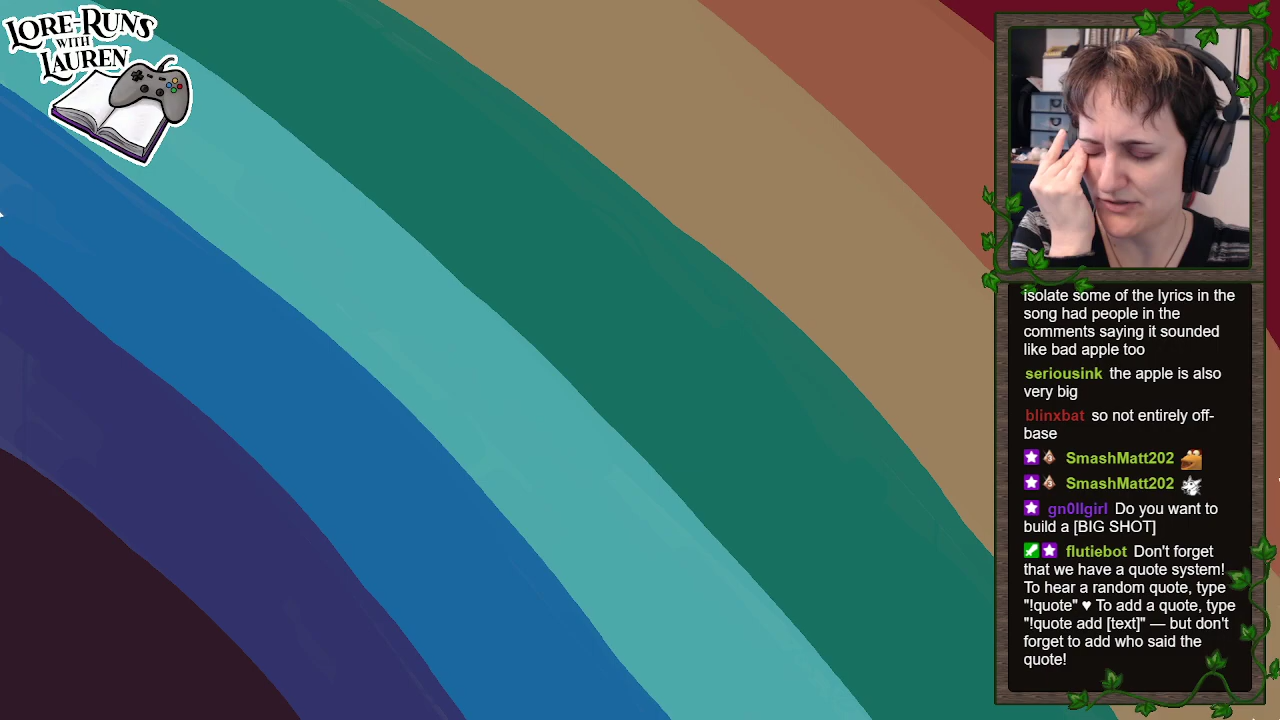 LORE-RUNS
WITH
LAUREN
isolate some of the lyrics in the
song had people in the
comments saying it sounded
like bad apple too
seriousink the apple is also
very big
blinxbat so not entirely off-
base
SmashMatt202
SmashMatt202
gn0llgirl Do you want to
build a [BIG SHOT]
flutiebot Don't forget
that we have a quote system!
To hear a random quote, type
"!quote" ♥ To add a quote, type
"!quote add [text]" — but don't
forget to add who said the
quote!